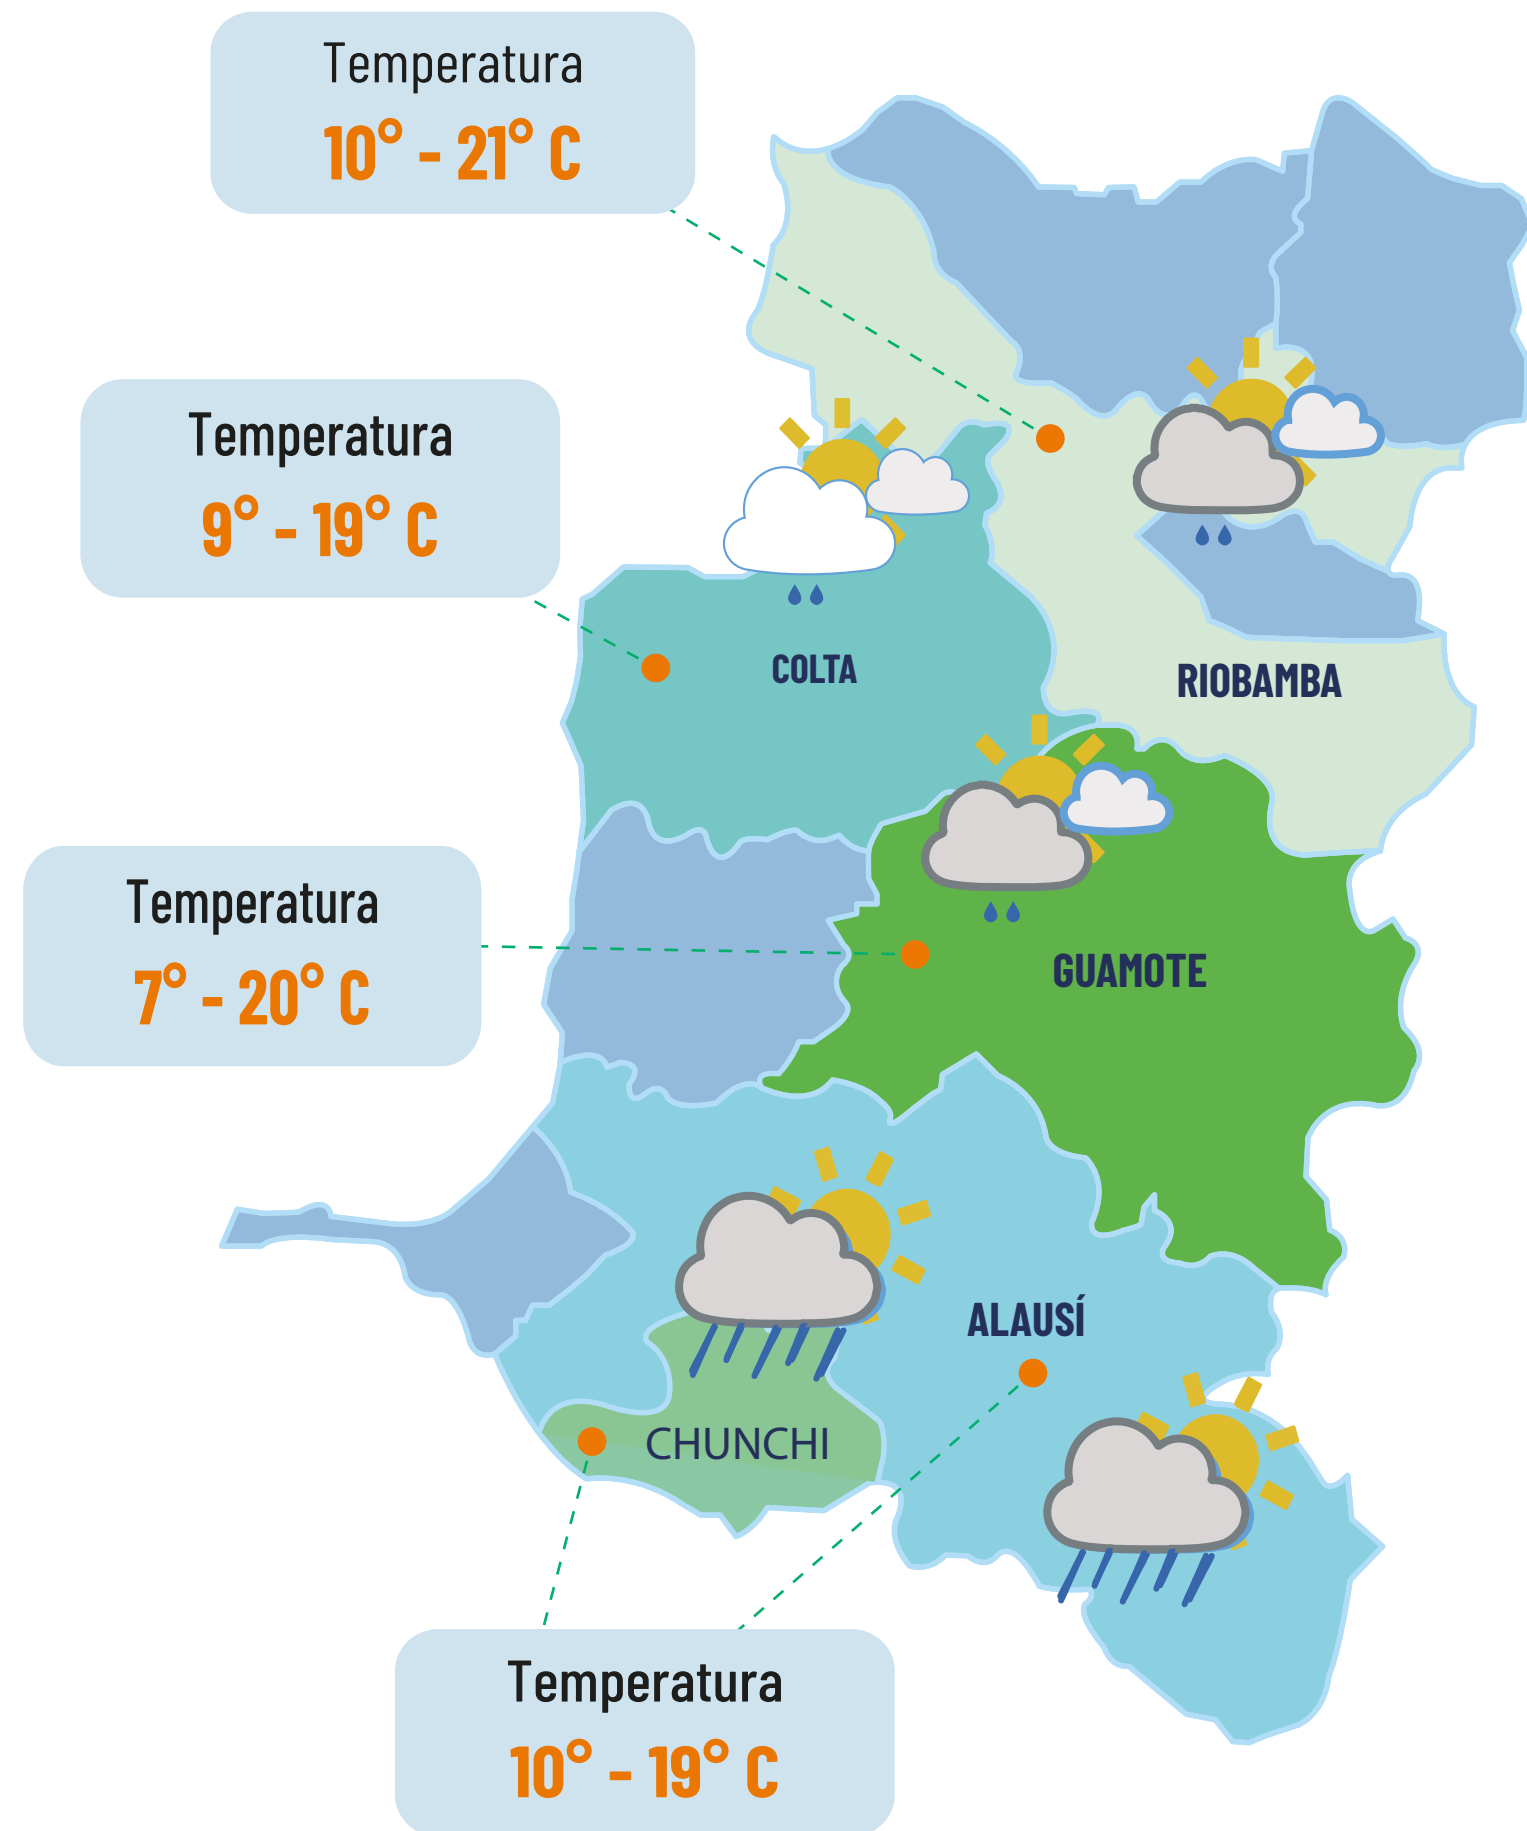 Temperatura
10° - 21° C
Temperatura
9° - 19° C
COLTA
RIOBAMBA
Temperatura
7° - 20° C
GUAMOTE
ALAUSÍ
CHUNCHI
Temperatura
10° - 19° C